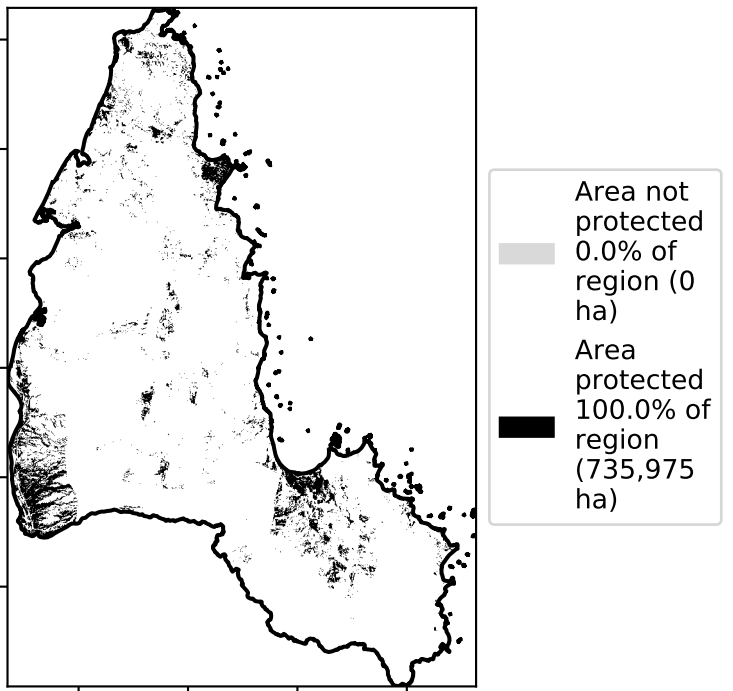 Area not
protected
0.0% of
region (0
ha)
Area
protected
100.0% of
region
(735,975
ha)